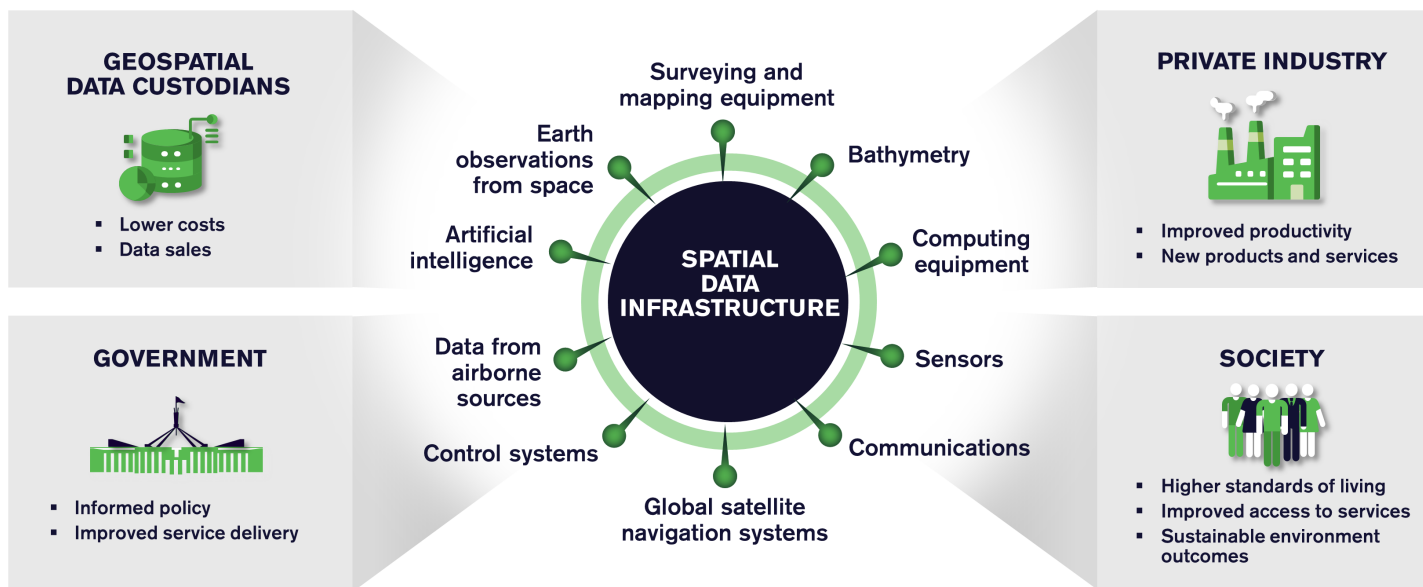 GEOSPATIAL
DATA CUSTODIANS
▪ Lower costs
▪ Data sales
GOVERNMENT
▪ Informed policy
▪ Improved service delivery
Surveying and
mapping equipment
Bathymetry
Computing
equipment
Sensors
Communications
Global satellite
navigation systems
Control systems
Data from
airborne
sources
Artificial
intelligence
Earth
observations
from space
SPATIAL
DATA
INFRASTRUCTURE
PRIVATE INDUSTRY
▪ Improved productivity
▪ New products and services
SOCIETY
▪ Higher standards of living
▪ Improved access to services
▪ Sustainable environment
outcomes